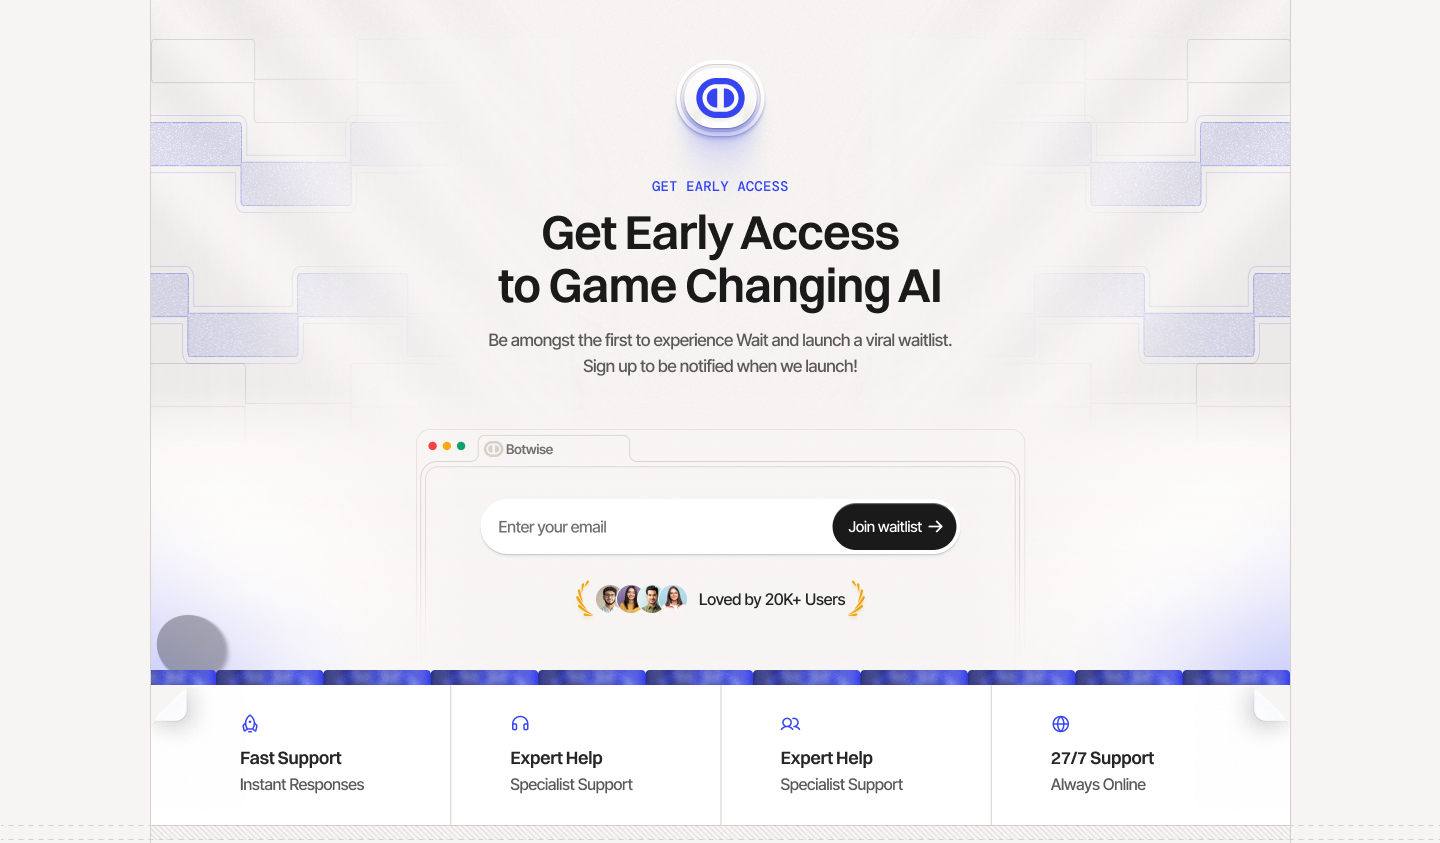 GET EARLY ACCESS
Get Early Access
to Game Changing AI
Be amongst the first to experience Wait and launch a viral waitlist.
Sign up to be notified when we launch!
Botwise
Enter your email
Join waitlist
Loved by 20K+ Users
Fast Support
Instant Responses
Expert Help
Specialist Support
Expert Help
Specialist Support
27/7 Support
Always Online